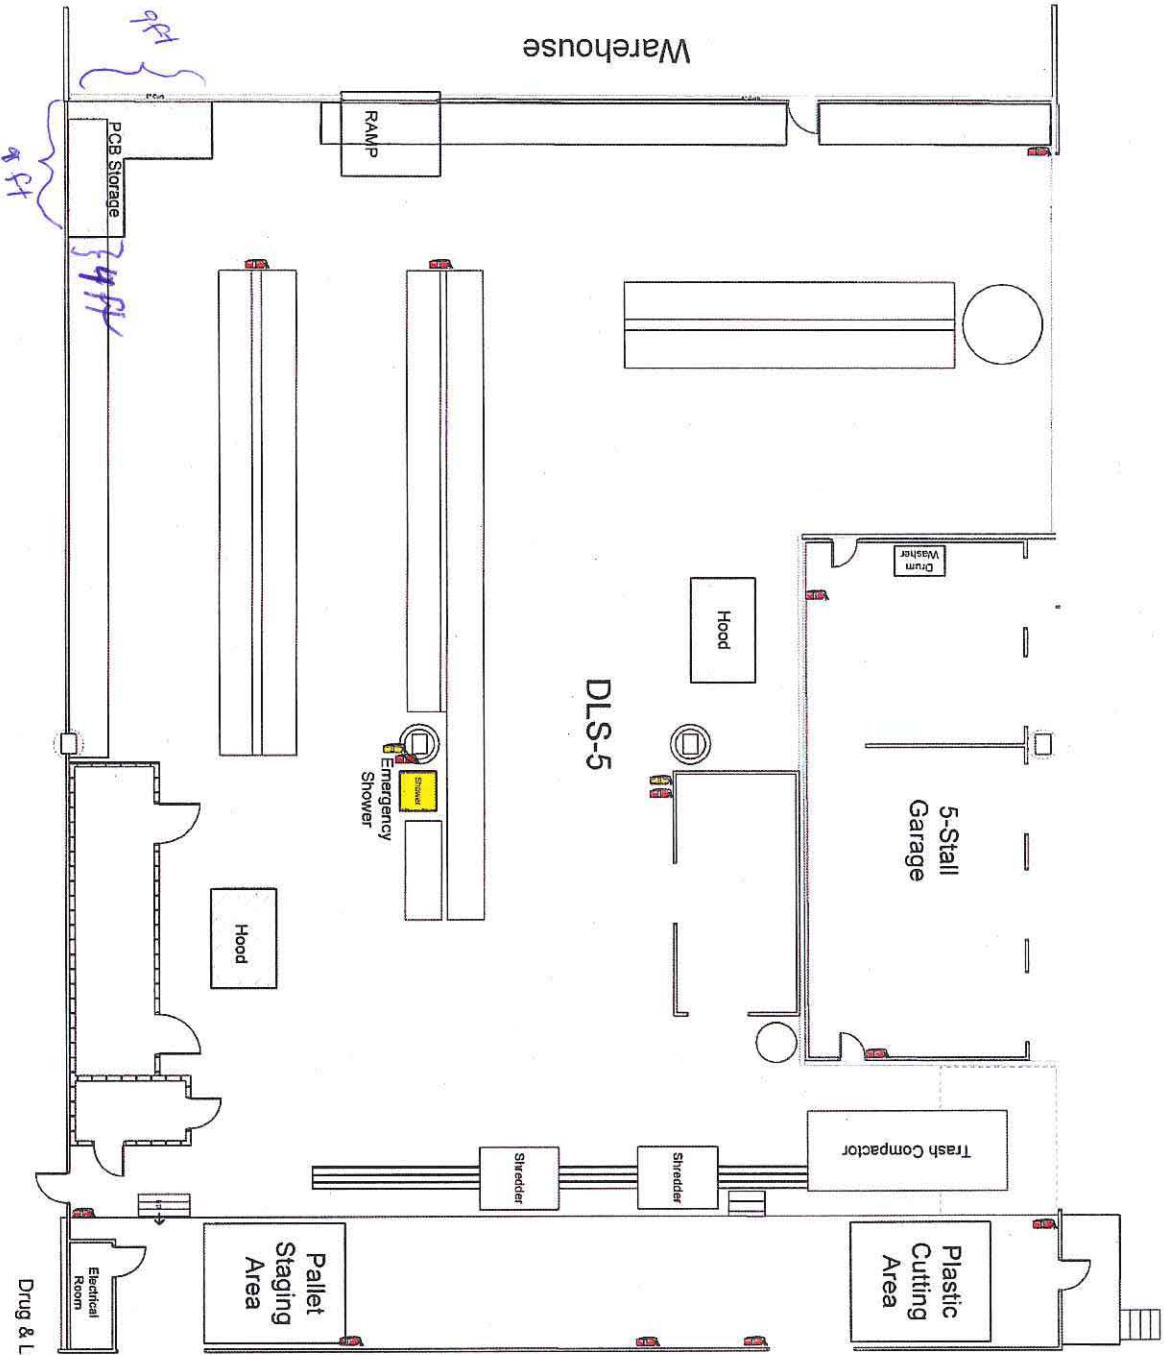 Warehouse
9ft
RAMP
PCB Storage
9 ft
4 ft
Drum
Washer
Hood
DLS-5
5-Stall
Garage
Shower
Emergency
Shower
Hood
Trash Compactor
Shredder
Shredder
Plastic
Cutting
Area
Pallet
Staging
Area
Electrical
Room
Drug & L